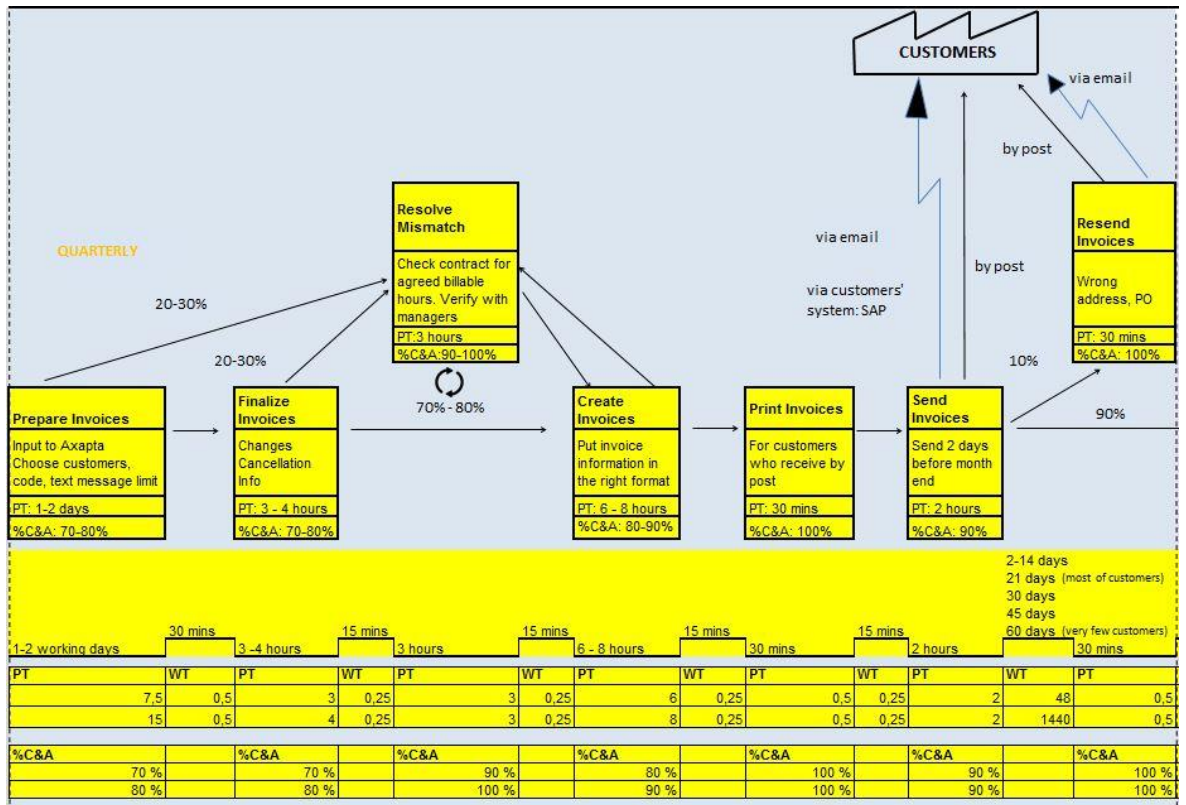 CUSTOMERS
via email
by post
Resolve
Mismatch
Check contract for
agreed billable
hours. Verify with
managers
PT:3 hours
%C&A:90-100%
Resend
Invoices
Wrong
address, PO
PT: 30 mins
%C&A: 100%
QUARTERLY
via email
via customers'
system: SAP
by post
20-30%
20-30%
70%- 80%
10%
90%
Prepare Invoices
Input to Axapta
Choose customers,
code, text message limit
PT: 1-2 days
%C&A: 70-80%
Finalize
Invoices
Changes
Cancellation
Info
PT: 3 - 4 hours
%C&A: 70-80%
Create
Invoices
Put invoice
information in
the right format
PT: 6 - 8 hours
%C&A: 80-90%
Print Invoices
For customers
who receive by
post
PT: 30 mins
%C&A: 100%
Send
Invoices
Send 2 days
before month
end
PT: 2 hours
%C&A: 90%
2-14 days
21 days (most of customers)
30 days
45 days
60 days (very few customers)
30 mins 15 mins 15 mins 15 mins 15 mins
1-2 working days 3 -4 hours 3 hours 6 - 8 hours 30 mins 2 hours 30 mins
PT WT PT WT PT WT PT WT PT WT PT WT PT
7,5 0,5 3 0,25 3 0,25 6 0,25 0,5 0,25 2 48 0,5
15 0,5 4 0,25 3 0,25 8 0,25 0,5 0,25 2 1440 0,5
%C&A %C&A %C&A %C&A %C&A %C&A %C&A
70 % 70 % 90 % 80 % 100 % 90 % 100 %
80 % 80 % 100 % 90 % 100 % 90 % 100 %